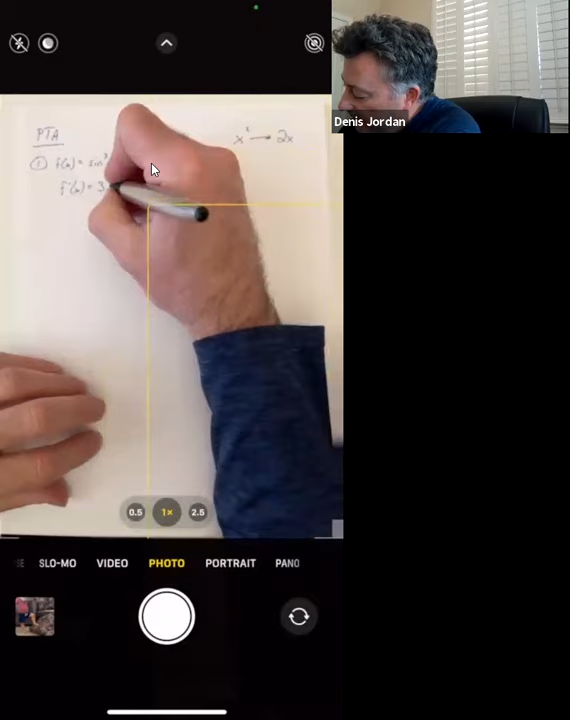 Denis Jordan
PTA
x² → 2x
① f(x) = sin³
f'(x) = 3
0.5 1× 2.5
SLO-MO VIDEO PHOTO PORTRAIT PANO